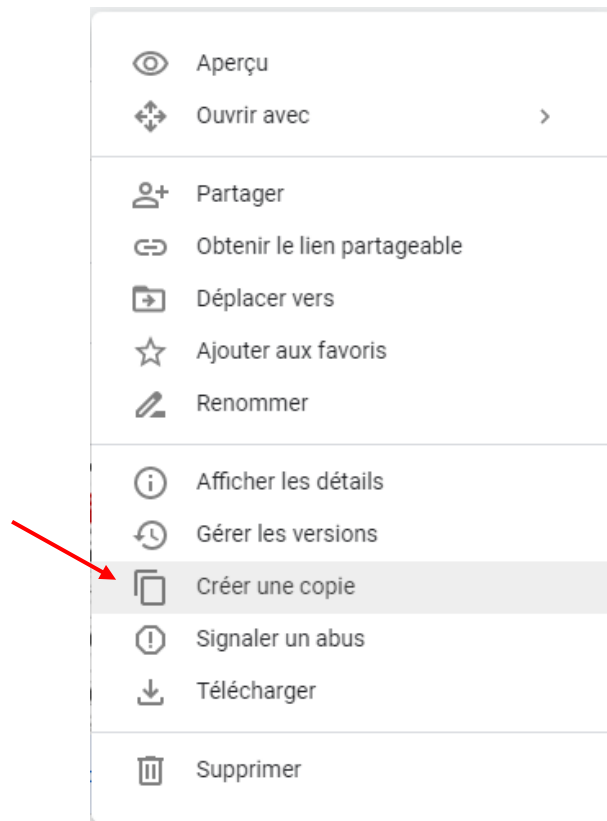 Aperçu
Ouvrir avec
Partager
Obtenir le lien partageable
Déplacer vers
Ajouter aux favoris
Renommer
Afficher les détails
Gérer les versions
Créer une copie
Signaler un abus
Télécharger
Supprimer